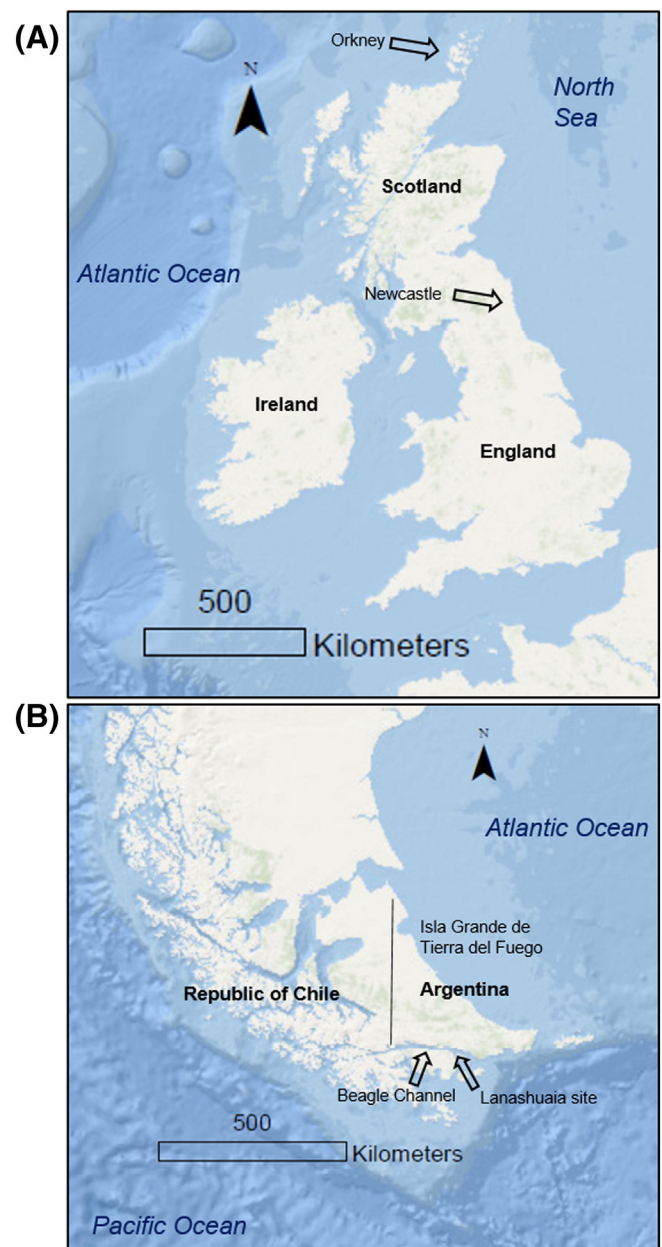 (A)
Orkney
N
North
Sea
Scotland
Atlantic Ocean
Newcastle
Ireland
England
500
Kilometers
(B)
N
Atlantic Ocean
Isla Grande de
Tierra del Fuego
Republic of Chile
Argentina
Beagle Channel
Lanashuaia site
500
Kilometers
Pacific Ocean